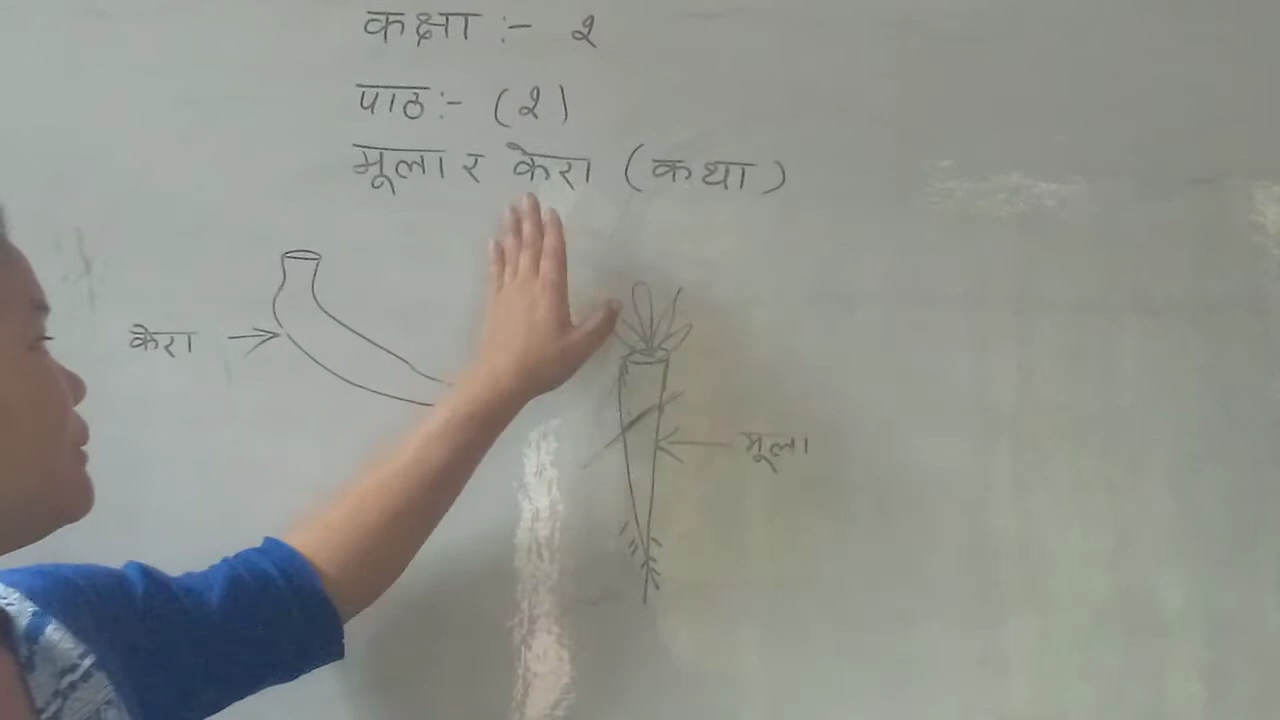 कक्षा :- २
पाठ:- (२)
मूला र केरा (कथा)
केरा
मूला